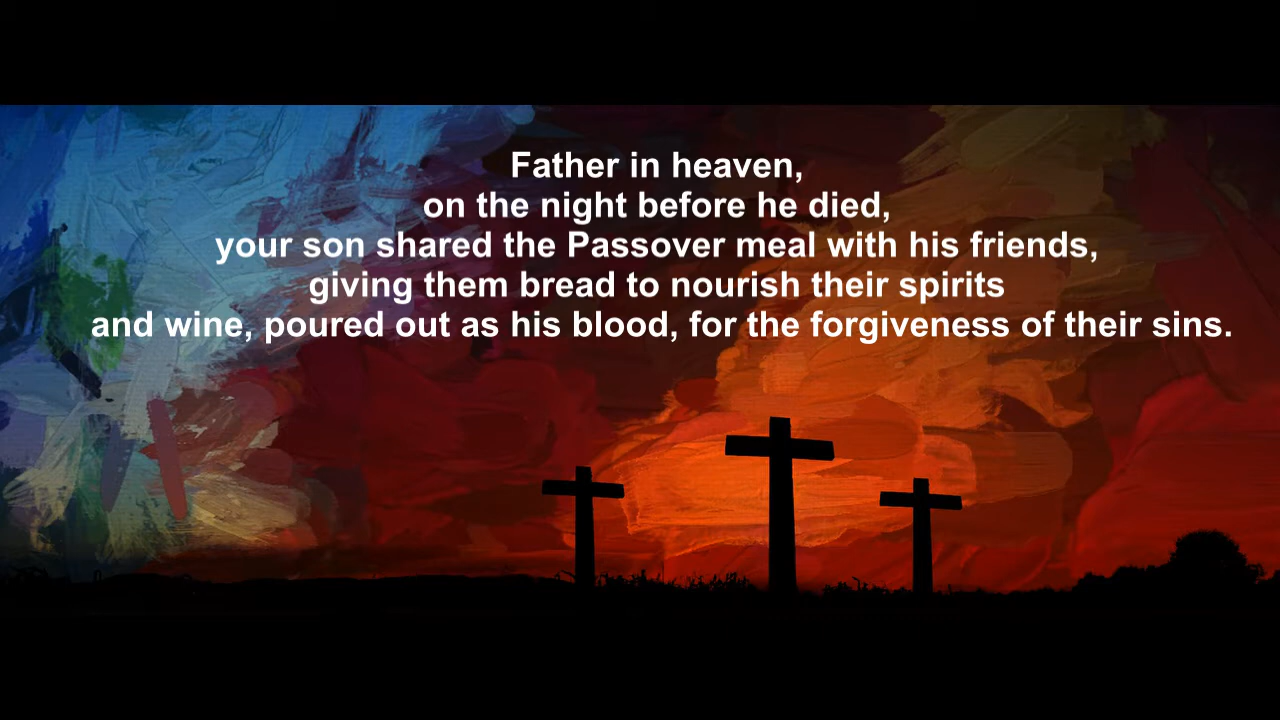 Father in heaven,
on the night before he died,
your son shared the Passover meal with his friends,
giving them bread to nourish their spirits
and wine, poured out as his blood, for the forgiveness of their sins.